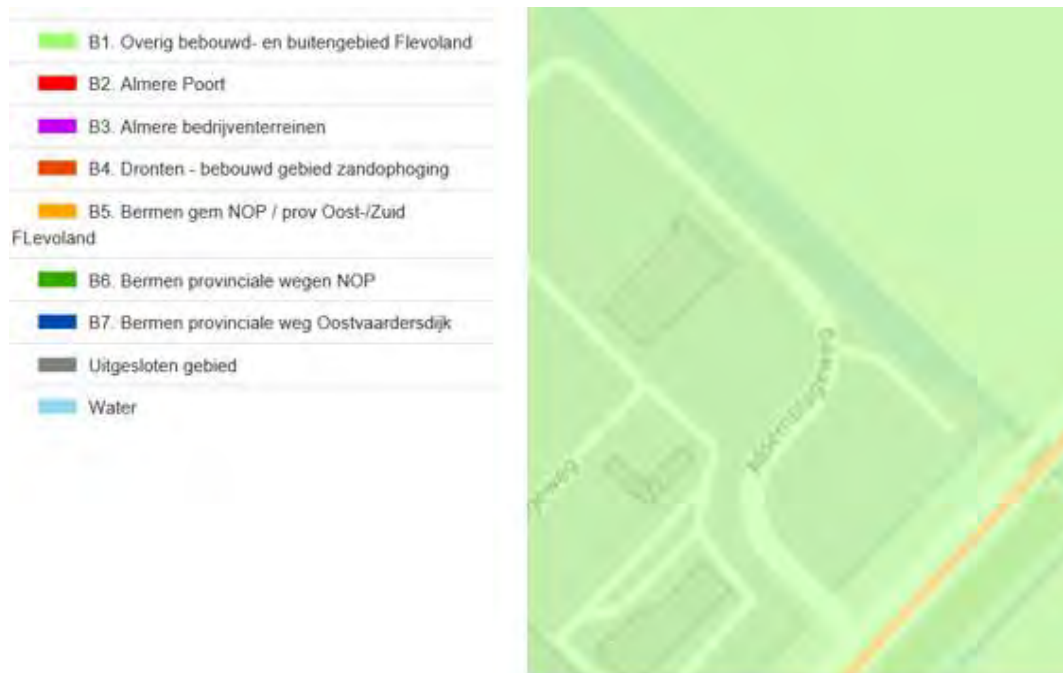 B1. Overig bebouwd- en buitengebied Flevoland
B2. Almere Poort
B3. Almere bedrijventerreinen
B4. Dronten - bebouwd gebied zandophoging
B5. Bermen gem NOP / prov Oost-/Zuid
FLevoland
B6. Bermen provinciale wegen NOP
B7. Bermen provinciale weg Oostvaardersdijk
Uitgesloten gebied
Water